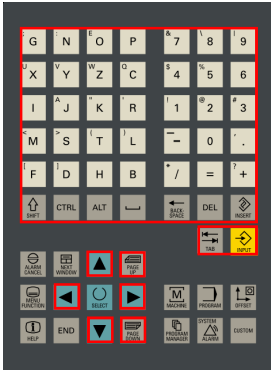 : G ; N E O P & 7 \ 8 | 9
U X V Y W Z Q C $ 4 % 5 6
I A J " K ' R ! 1 @ 2 # 3
< M > S ( T ) L _ - 0 , .
[ F ] D H B * / = ? +
SHIFT CTRL ALT BACK-SPACE DEL INSERT
TAB INPUT
ALARM CANCEL NEXT WINDOW PAGE UP
MENU FUNCTION SELECT M MACHINE PROGRAM OFFSET
i HELP END PAGE DOWN PROGRAM MANAGER SYSTEM ALARM CUSTOM